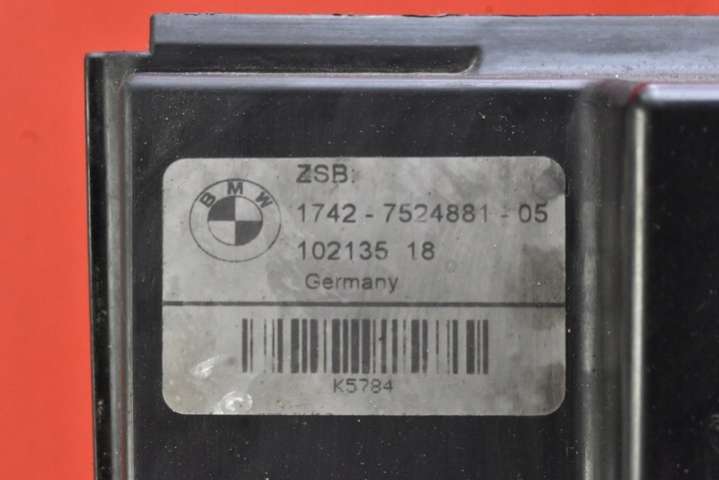 ZSB:
BMW
1742 - 7524881 - 05
102135 18
Germany
K5784